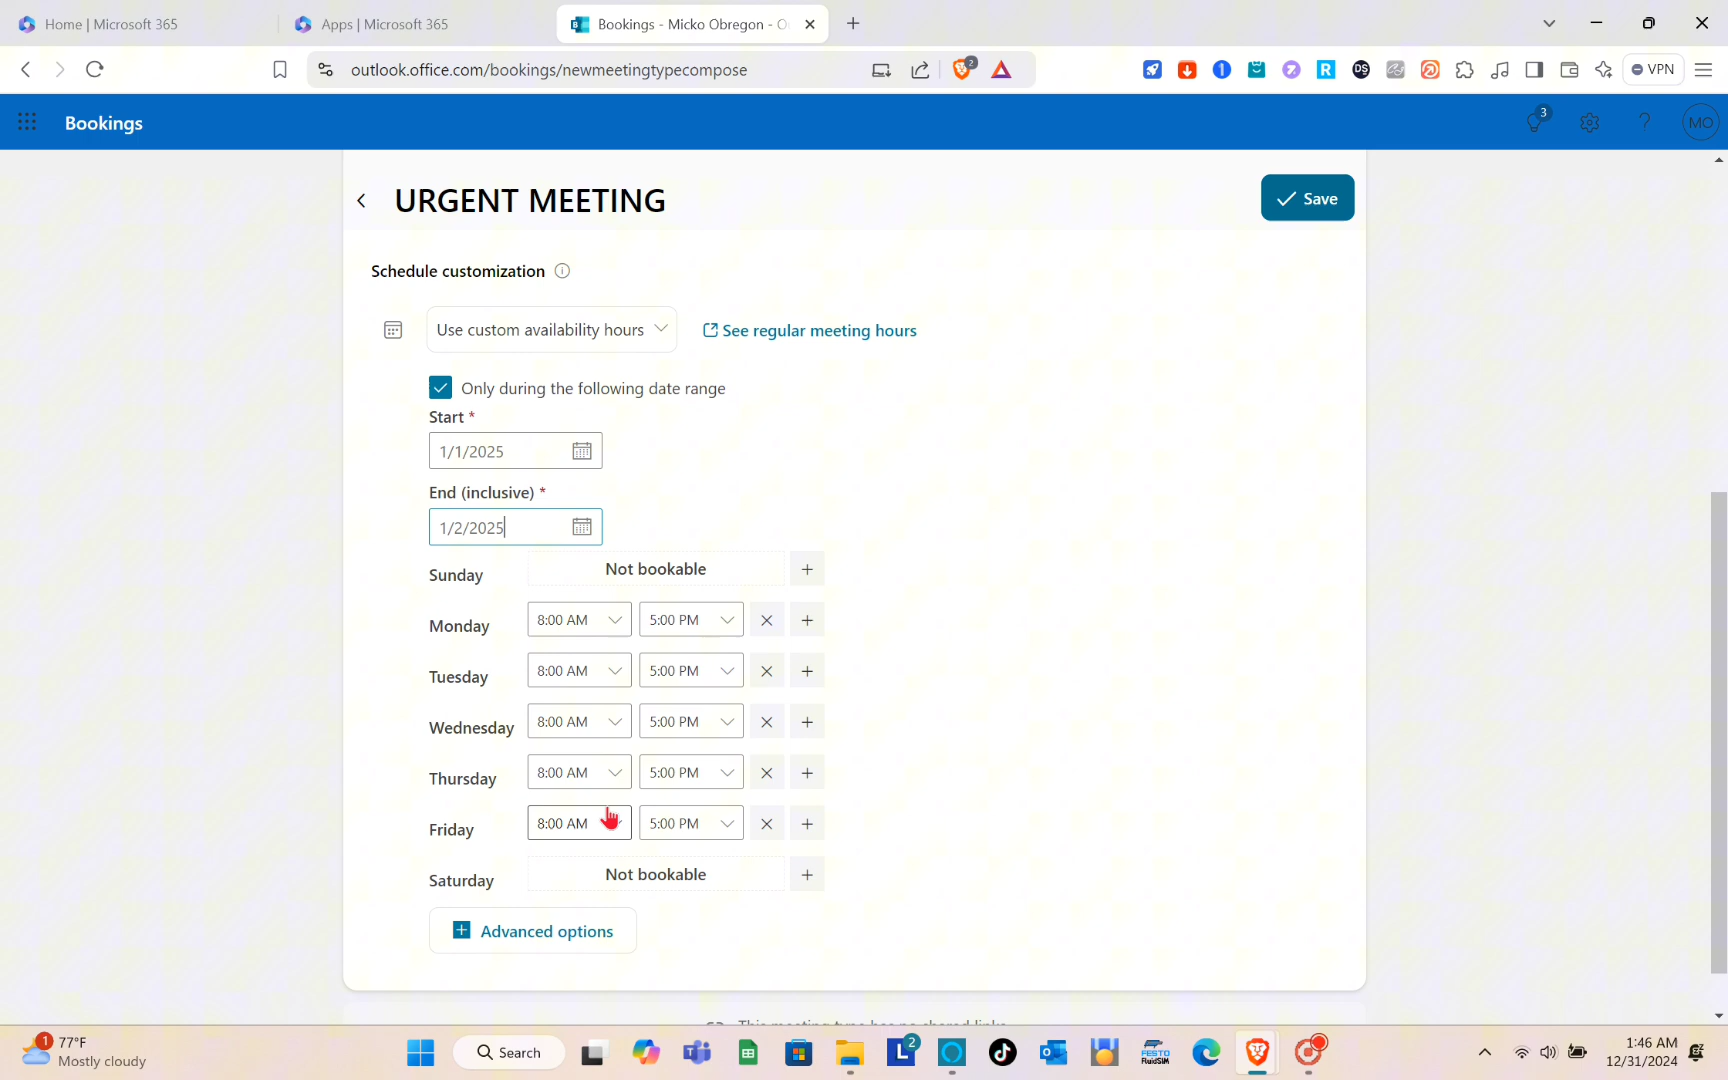 Home | Microsoft 365
Apps | Microsoft 365
Bookings - Micko Obregon - O
outlook.office.com/bookings/newmeetingtypecompose
2
VPN
Bookings
3
MO
URGENT MEETING
Save
Schedule customization
Use custom availability hours
See regular meeting hours
Only during the following date range
Start *
1/1/2025
End (inclusive) *
1/2/2025
Sunday Not bookable
Monday 8:00 AM 5:00 PM
Tuesday 8:00 AM 5:00 PM
Wednesday 8:00 AM 5:00 PM
Thursday 8:00 AM 5:00 PM
Friday 8:00 AM 5:00 PM
Saturday Not bookable
Advanced options
1
77°F
Mostly cloudy
Search
2
FESTO
FluidSIM
1:46 AM
12/31/2024